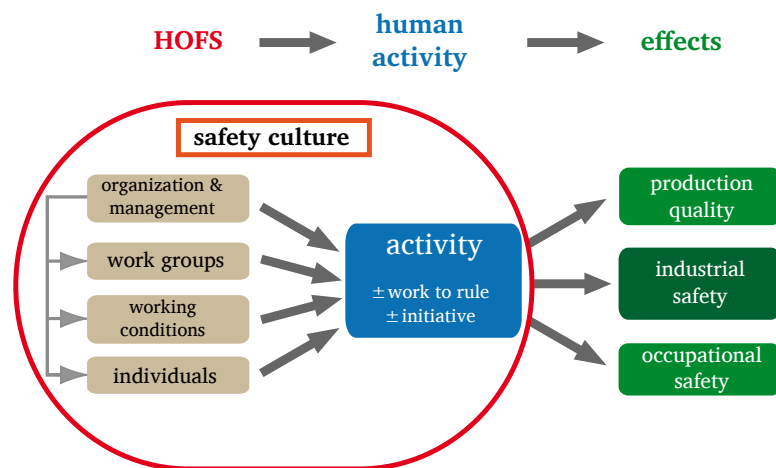 HOFS
human
activity
effects
safety culture
organization &
management
work groups
working
conditions
individuals
activity
±work to rule
±initiative
production
quality
industrial
safety
occupational
safety